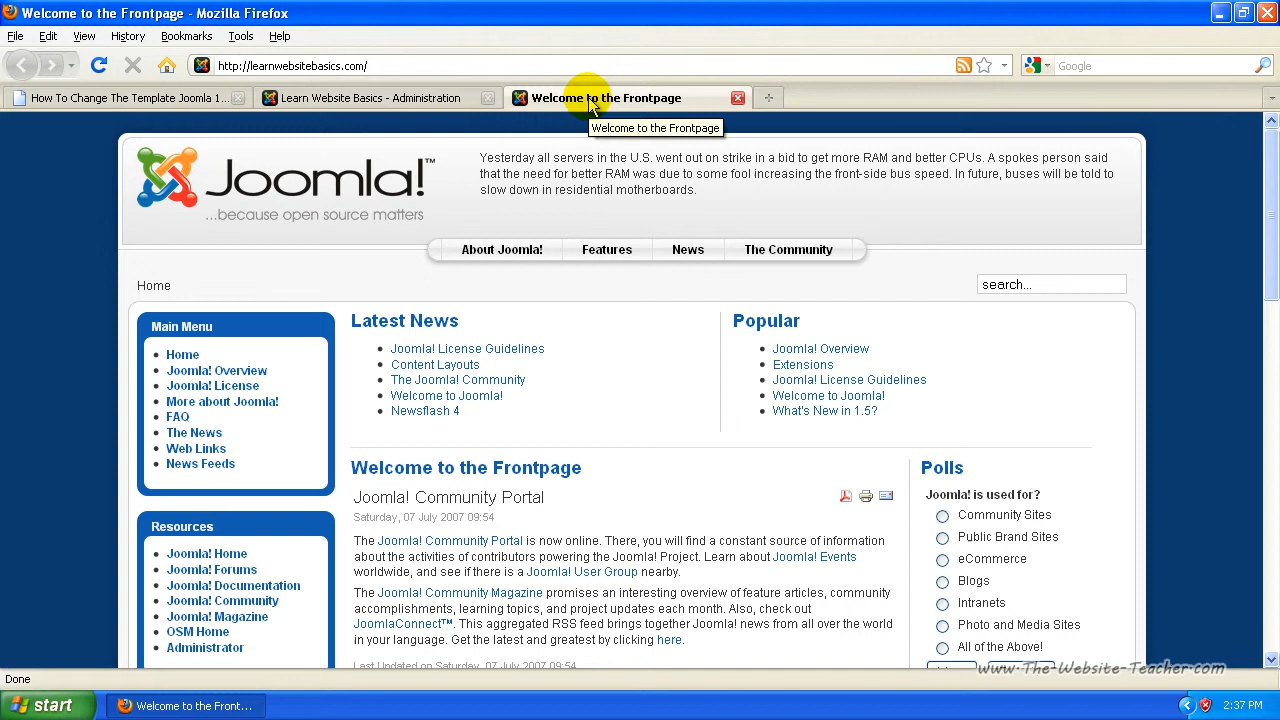 Welcome to the Frontpage - Mozilla Firefox
File Edit View History Bookmarks Tools Help
http://learnwebsitebasics.com/
Google
How To Change The Template Joomla 1...
Learn Website Basics - Administration
Welcome to the Frontpage
Welcome to the Frontpage
Joomla!™
...because open source matters
Yesterday all servers in the U.S. went out on strike in a bid to get more RAM and better CPUs. A spokes person said
that the need for better RAM was due to some fool increasing the front-side bus speed. In future, buses will be told to
slow down in residential motherboards.
About Joomla! Features News The Community
Home
search...
Main Menu
Home
Joomla! Overview
Joomla! License
More about Joomla!
FAQ
The News
Web Links
News Feeds
Resources
Joomla! Home
Joomla! Forums
Joomla! Documentation
Joomla! Community
Joomla! Magazine
OSM Home
Administrator
Latest News
Joomla! License Guidelines
Content Layouts
The Joomla! Community
Welcome to Joomla!
Newsflash 4
Popular
Joomla! Overview
Extensions
Joomla! License Guidelines
Welcome to Joomla!
What's New in 1.5?
Welcome to the Frontpage
Joomla! Community Portal
Saturday, 07 July 2007 09:54
The Joomla! Community Portal is now online. There, you will find a constant source of information
about the activities of contributors powering the Joomla! Project. Learn about Joomla! Events
worldwide, and see if there is a Joomla! User Group nearby.
The Joomla! Community Magazine promises an interesting overview of feature articles, community
accomplishments, learning topics, and project updates each month. Also, check out
JoomlaConnect™. This aggregated RSS feed brings together Joomla! news from all over the world
in your language. Get the latest and greatest by clicking here.
Last Updated on Saturday, 07 July 2007 09:54
Polls
Joomla! is used for?
Community Sites
Public Brand Sites
eCommerce
Blogs
Intranets
Photo and Media Sites
All of the Above!
www.The-Website-Teacher.com
Done
start
Welcome to the Front...
2:37 PM